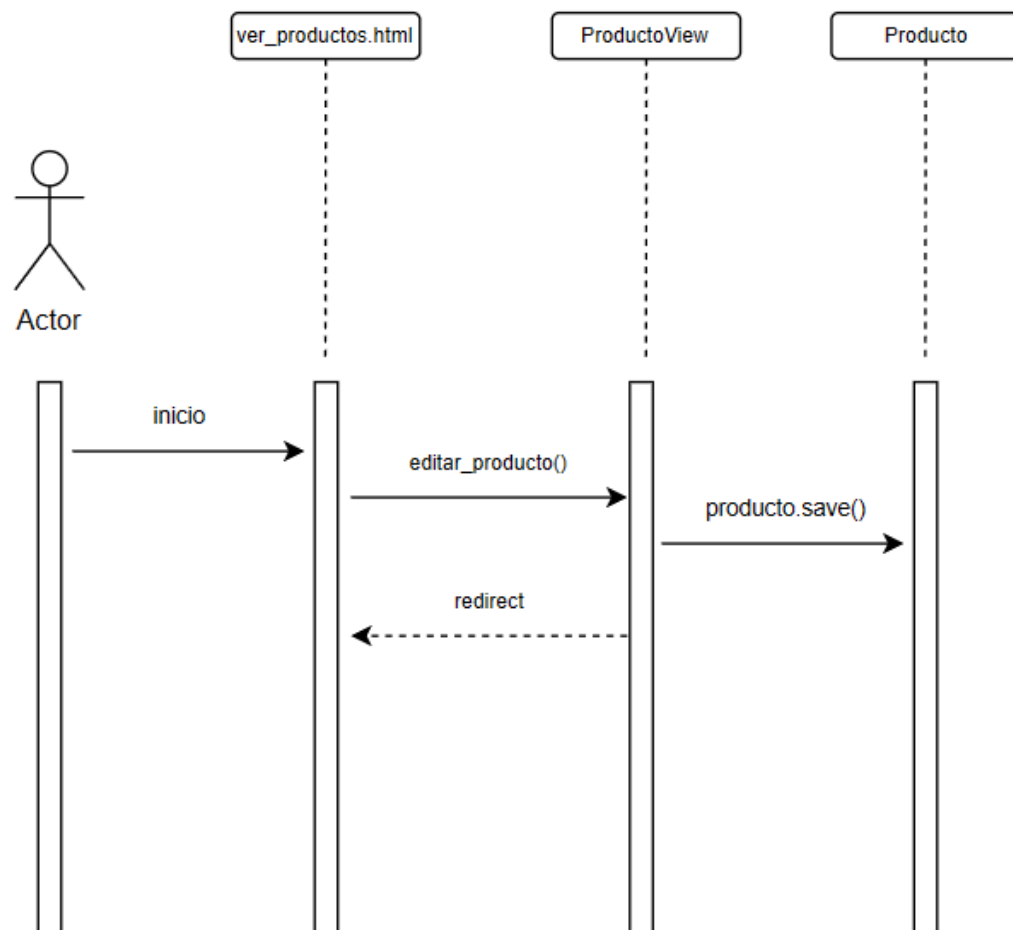 ver_productos.html
ProductoView
Producto
Actor
inicio
editar_producto()
producto.save()
redirect